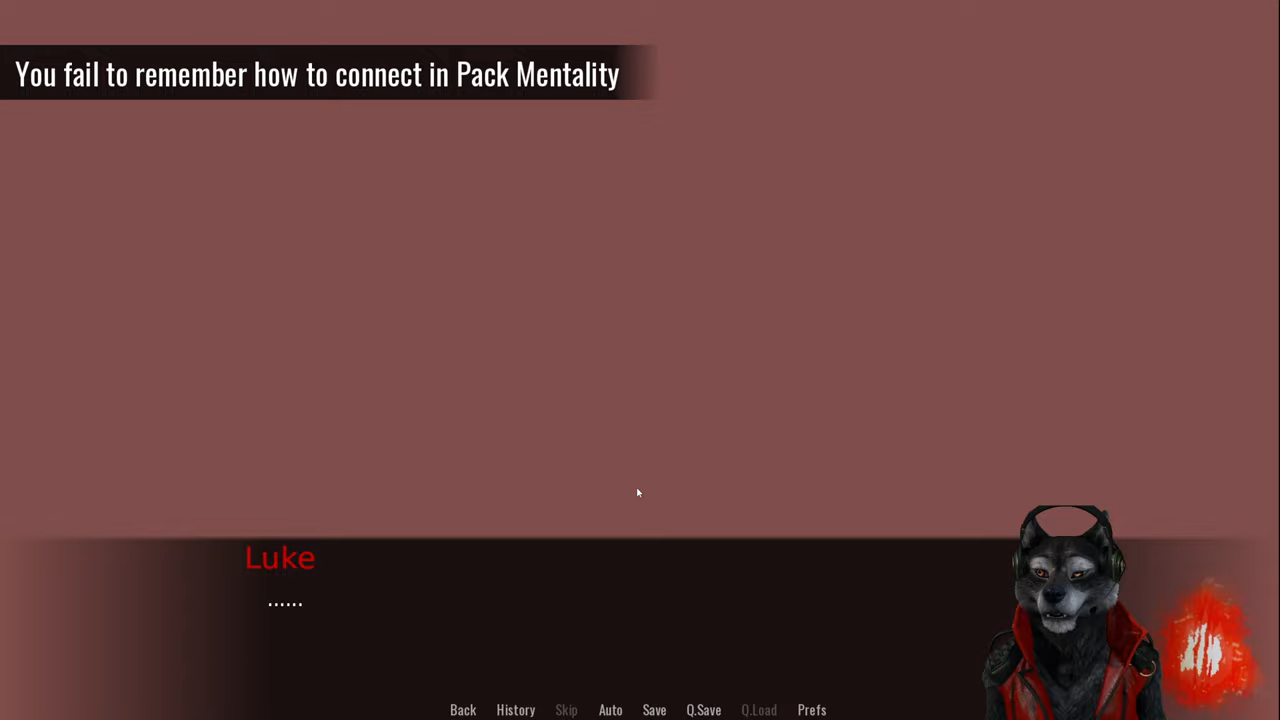 You fail to remember how to connect in Pack Mentality
Luke
......
Back History Skip Auto Save Q.Save Q.Load Prefs